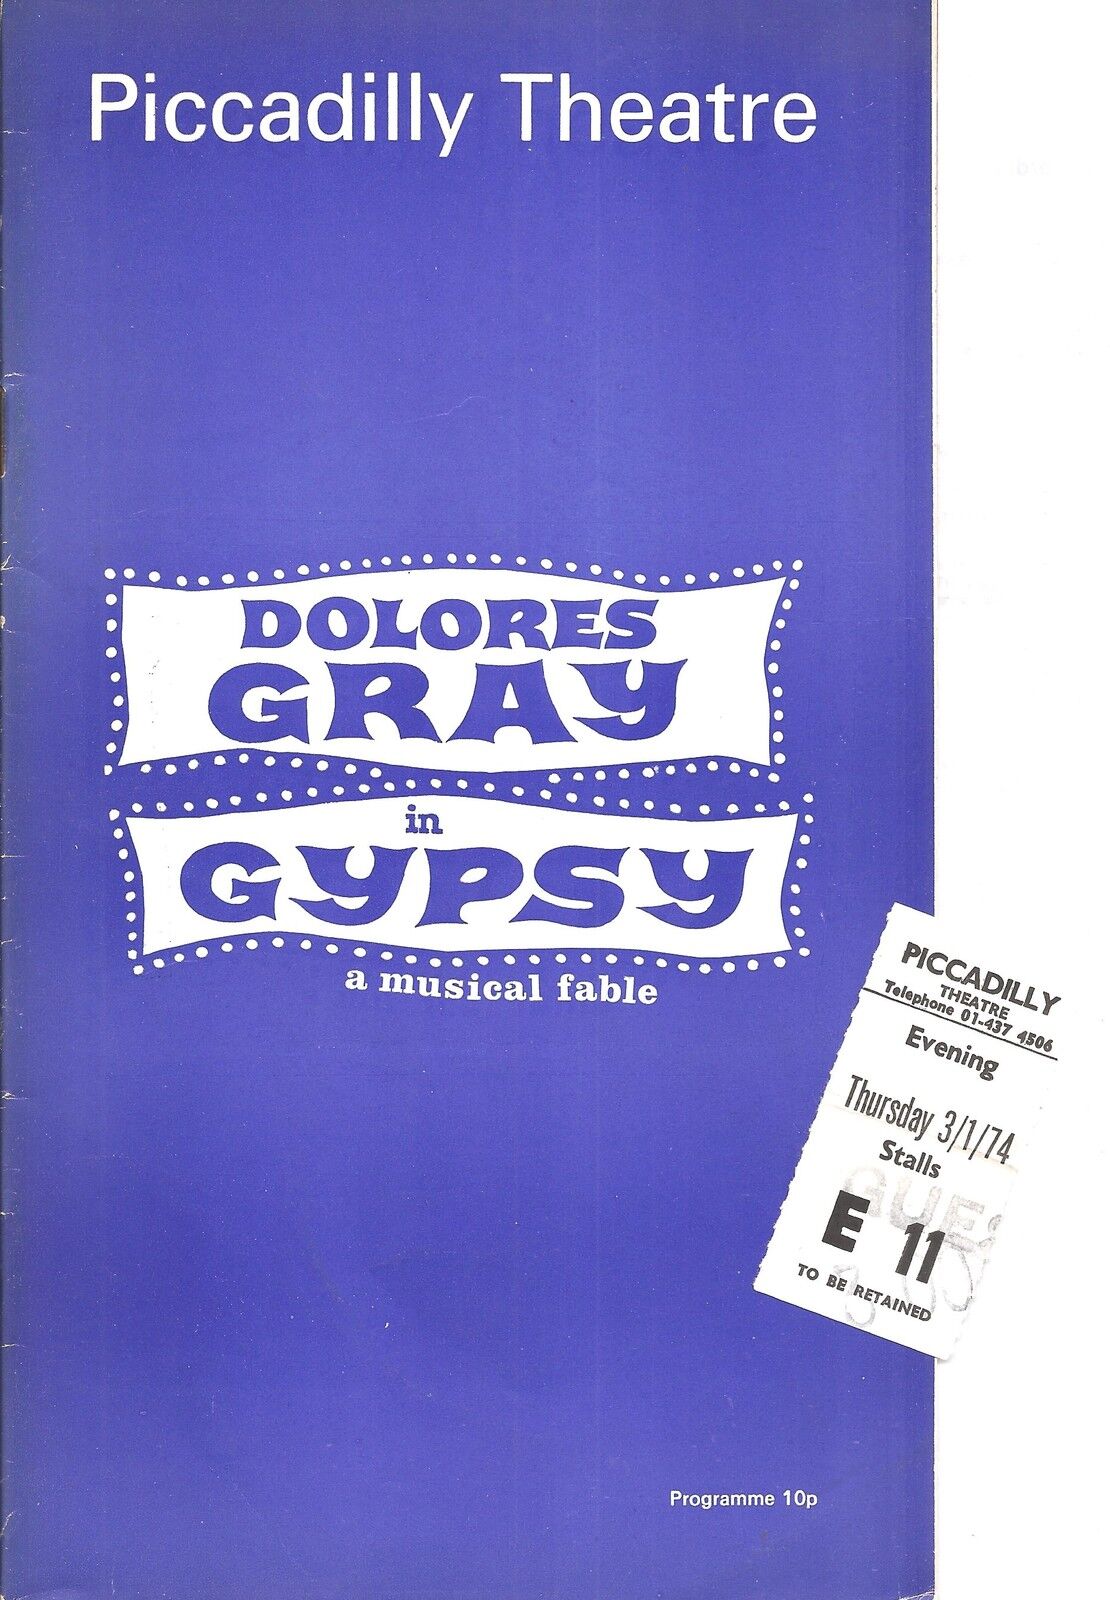 Piccadilly Theatre
DOLORES
GRAY
in
GYPSY
a musical fable
PICCADILLY
THEATRE
Telephone 01-437 4506
Evening
Thursday 3/1/74
Stalls
E 11
TO BE RETAINED
Programme 10p